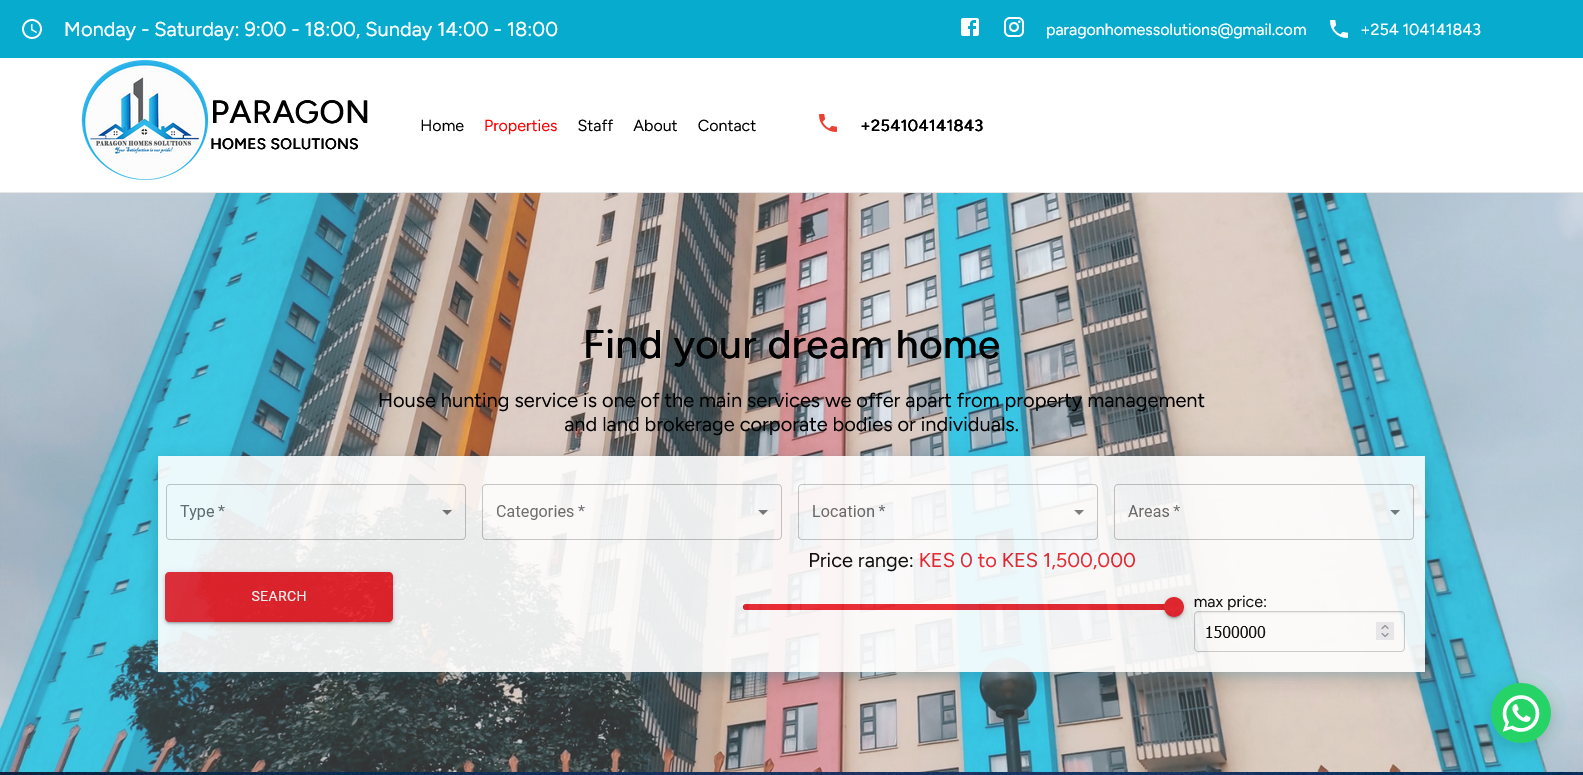 Monday - Saturday: 9:00 - 18:00, Sunday 14:00 - 18:00
paragonhomessolutions@gmail.com
+254 104141843
PARAGON HOMES SOLUTIONS
Your Satisfaction is our pride!
PARAGON
HOMES SOLUTIONS
Home Properties Staff About Contact
+254104141843
Find your dream home
House hunting service is one of the main services we offer apart from property management
and land brokerage corporate bodies or individuals.
Type *
Categories *
Location *
Areas *
Price range: KES 0 to KES 1,500,000
SEARCH
max price:
1500000